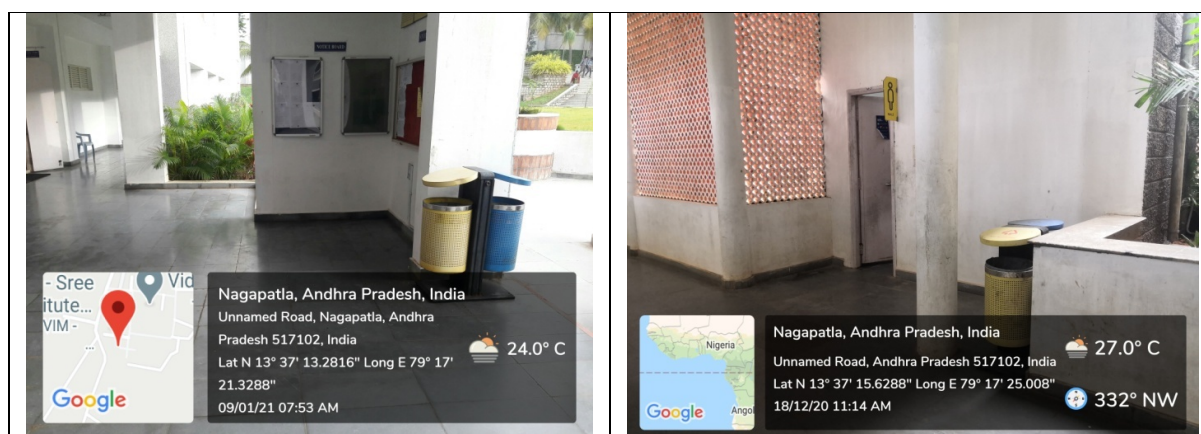 NOTICE BOARD
- Sree
itute...
VIM -
...
Vid
Google
Nagapatla, Andhra Pradesh, India
Unnamed Road, Nagapatla, Andhra
Pradesh 517102, India
Lat N 13° 37' 13.2816" Long E 79° 17'
21.3288"
09/01/21 07:53 AM
24.0° C
Nigeria
Angol
Google
Nagapatla, Andhra Pradesh, India
Unnamed Road, Andhra Pradesh 517102, India
Lat N 13° 37' 15.6288" Long E 79° 17' 25.008"
18/12/20 11:14 AM
27.0° C
332° NW